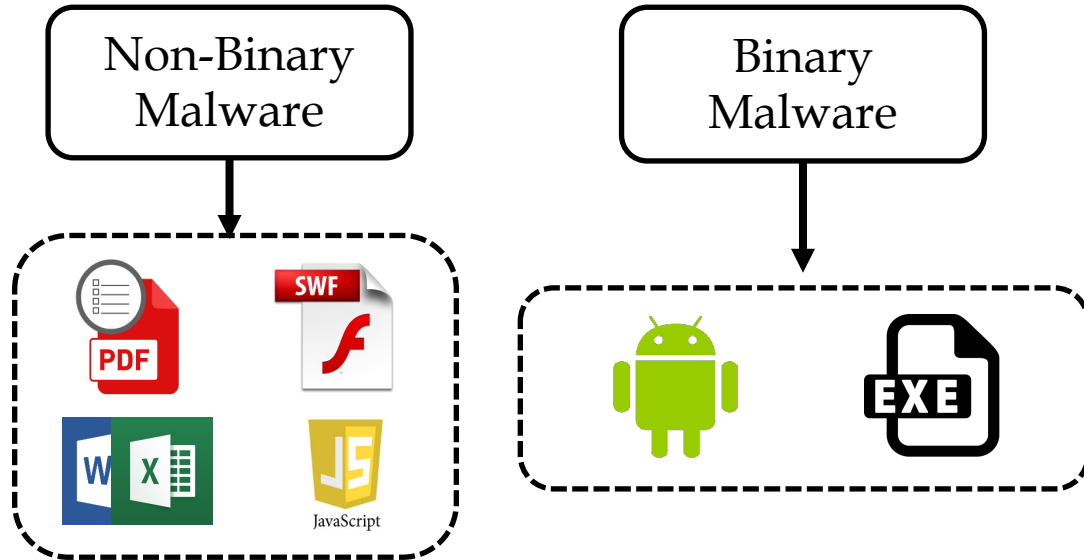 Non-Binary
Malware
Binary
Malware
SWF
PDF
W
X
JS
JavaScript
EXE